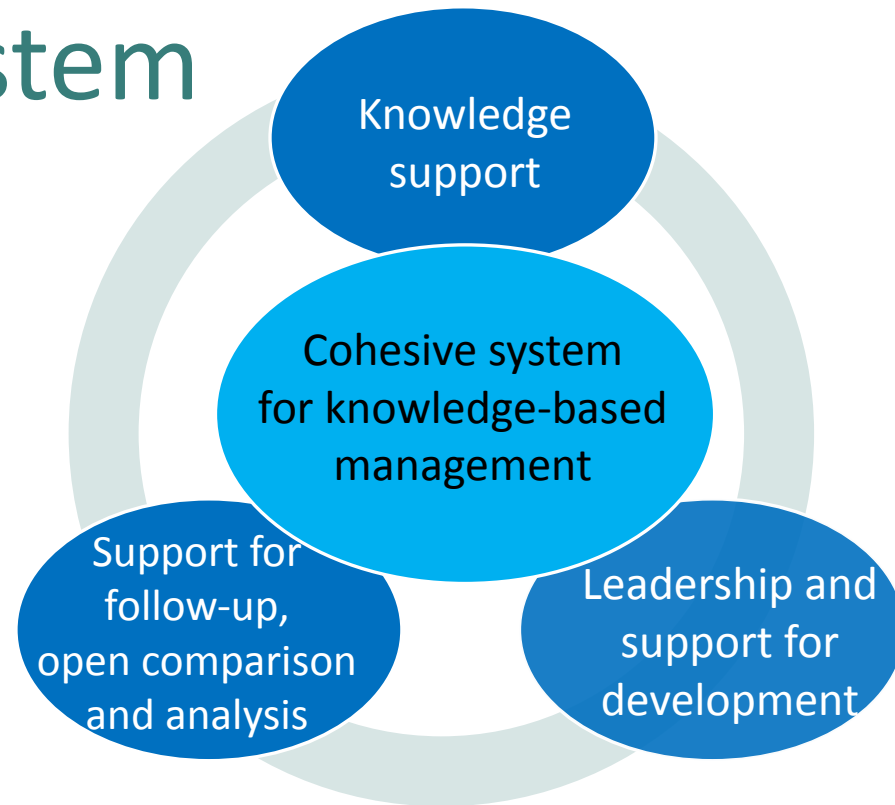 stem
Knowledge
support
Cohesive system
for knowledge-based
management
Support for
follow-up,
open comparison
and analysis
Leadership and
support for
development